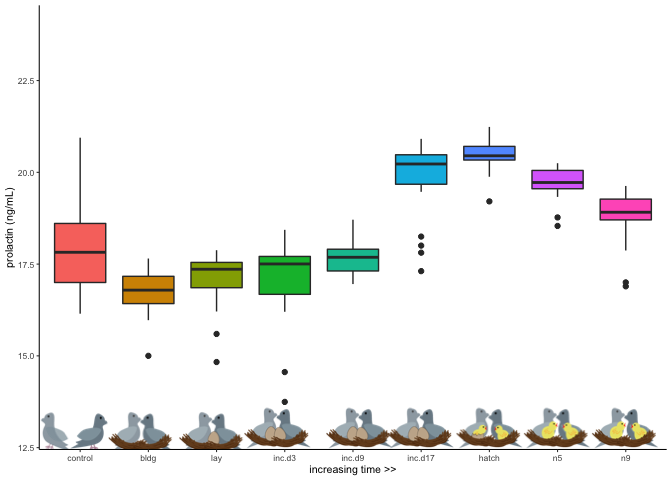 prolactin (ng/mL)
22.5
20.0
17.5
15.0
12.5
control bldg lay inc.d3 inc.d9 inc.d17 hatch n5 n9
increasing time >>